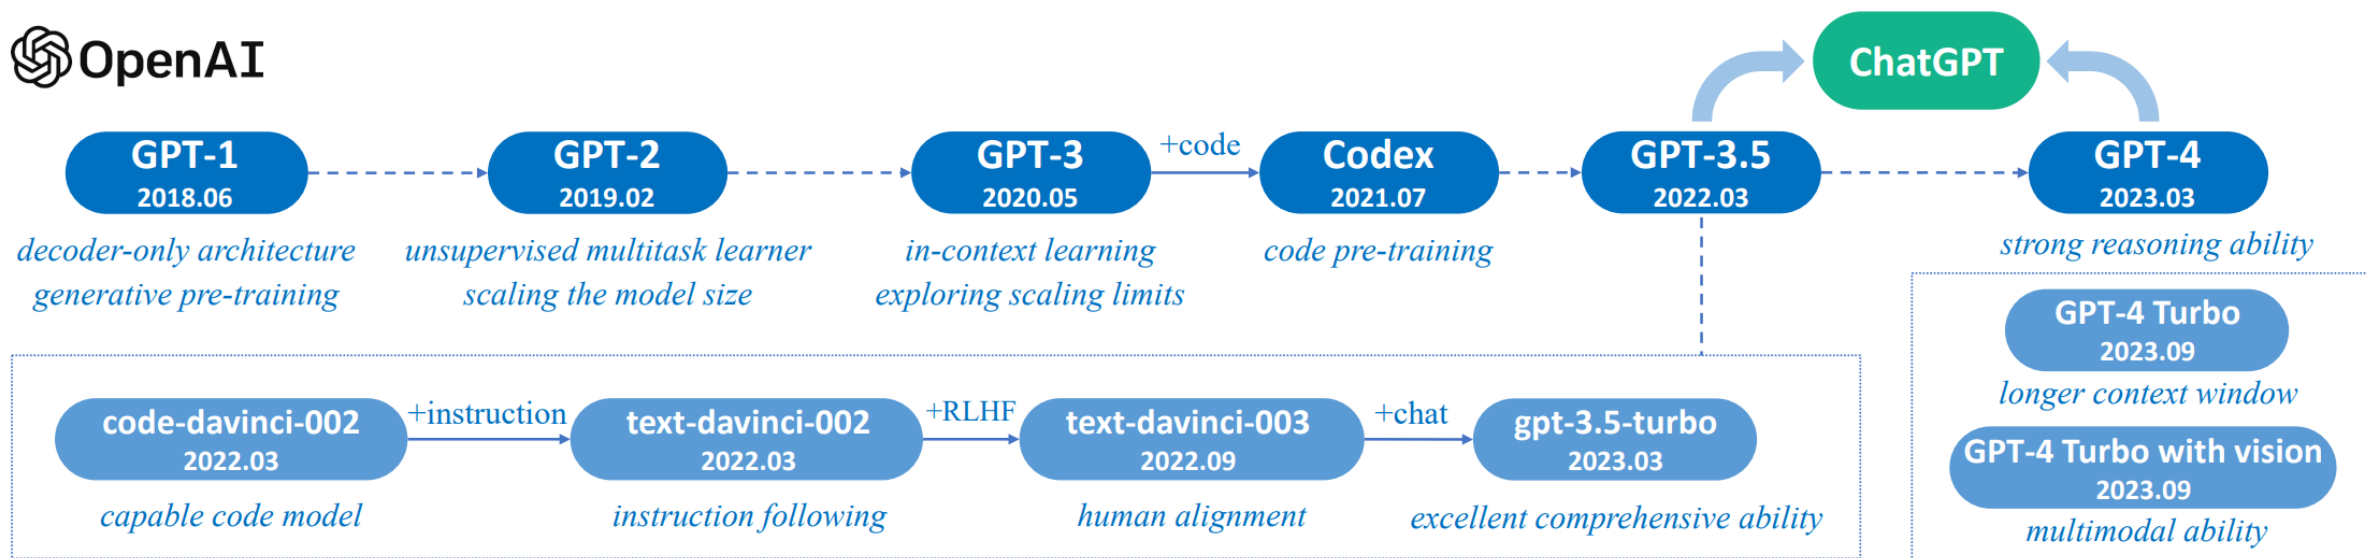 OpenAI
ChatGPT
GPT-1
2018.06
decoder-only architecture
generative pre-training
GPT-2
2019.02
unsupervised multitask learner
scaling the model size
GPT-3
2020.05
in-context learning
exploring scaling limits
+code
Codex
2021.07
code pre-training
GPT-3.5
2022.03
GPT-4
2023.03
strong reasoning ability
code-davinci-002
2022.03
capable code model
+instruction
text-davinci-002
2022.03
instruction following
+RLHF
text-davinci-003
2022.09
human alignment
+chat
gpt-3.5-turbo
2023.03
excellent comprehensive ability
GPT-4 Turbo
2023.09
longer context window
GPT-4 Turbo with vision
2023.09
multimodal ability